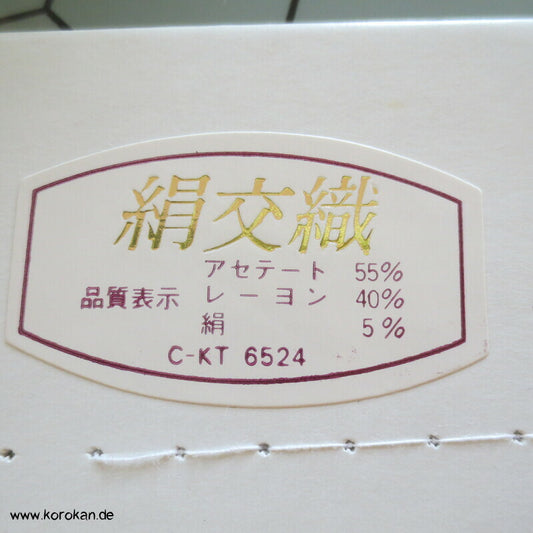 絹交織
アセテート 55%
品質表示 レーヨン 40%
絹 5%
C-KT 6524
www.korokan.de